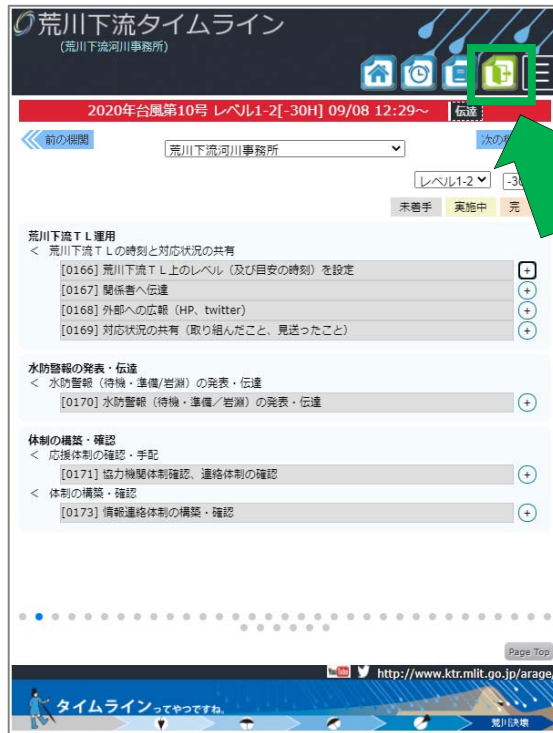 荒川下流タイムライン
(荒川下流河川事務所)
2020年台風第10号 レベル1-2[-30H] 09/08 12:29～ 伝達
前の機関
荒川下流河川事務所
レベル1-2
未着手 実施中
荒川下流ＴＬ運用
< 荒川下流ＴＬの時刻と対応状況の共有
[0166] 荒川下流ＴＬ上のレベル（及び目安の時刻）を設定
[0167] 関係者へ伝達
[0168] 外部への広報（HP、twitter）
[0169] 対応状況の共有（取り組んだこと、見送ったこと）
水防警報の発表・伝達
< 水防警報（待機・準備/岩淵）の発表・伝達
[0170] 水防警報（待機・準備／岩淵）の発表・伝達
体制の構築・確認
< 応援体制の確認・手配
[0171] 協力機関体制確認、連絡体制の確認
< 体制の構築・確認
[0173] 情報連絡体制の構築・確認
Page Top
YouTube http://www.ktr.mlit.go.jp/arage/
タイムラインってやつですね。
荒川決壊